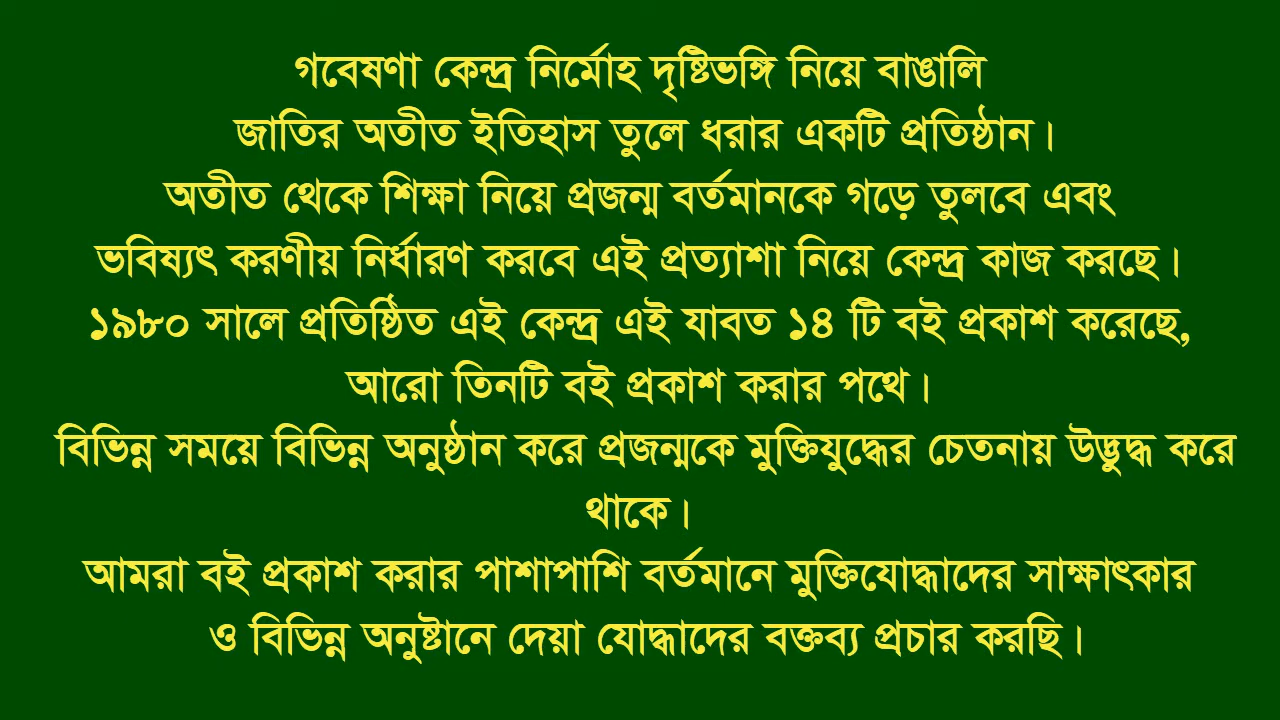 গবেষণা কেন্দ্র নির্মোহ দৃষ্টিভঙ্গি নিয়ে বাঙালি
জাতির অতীত ইতিহাস তুলে ধরার একটি প্রতিষ্ঠান।
অতীত থেকে শিক্ষা নিয়ে প্রজন্ম বর্তমানকে গড়ে তুলবে এবং
ভবিষ্যৎ করণীয় নির্ধারণ করবে এই প্রত্যাশা নিয়ে কেন্দ্র কাজ করছে।
১৯৮০ সালে প্রতিষ্ঠিত এই কেন্দ্র এই যাবত ১৪ টি বই প্রকাশ করেছে,
আরো তিনটি বই প্রকাশ করার পথে।
বিভিন্ন সময়ে বিভিন্ন অনুষ্ঠান করে প্রজন্মকে মুক্তিযুদ্ধের চেতনায় উদ্ভুদ্ধ করে
থাকে।
আমরা বই প্রকাশ করার পাশাপাশি বর্তমানে মুক্তিযোদ্ধাদের সাক্ষাৎকার
ও বিভিন্ন অনুষ্টানে দেয়া যোদ্ধাদের বক্তব্য প্রচার করছি।